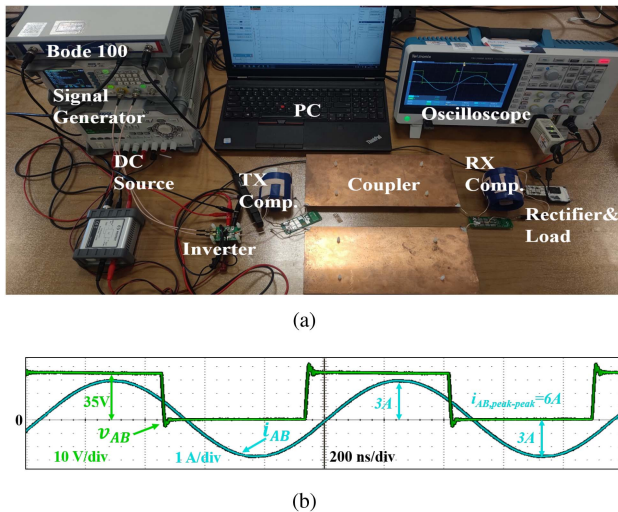 Bode 100
Signal
Generator
PC
Oscilloscope
DC
Source
TX
Comp.
Coupler
RX
Comp.
Rectifier&
Load
Inverter
(a)
35V
3A
i_AB,peak-peak=6A
0
v_AB
i_AB
3A
10 V/div
1 A/div
200 ns/div
(b)